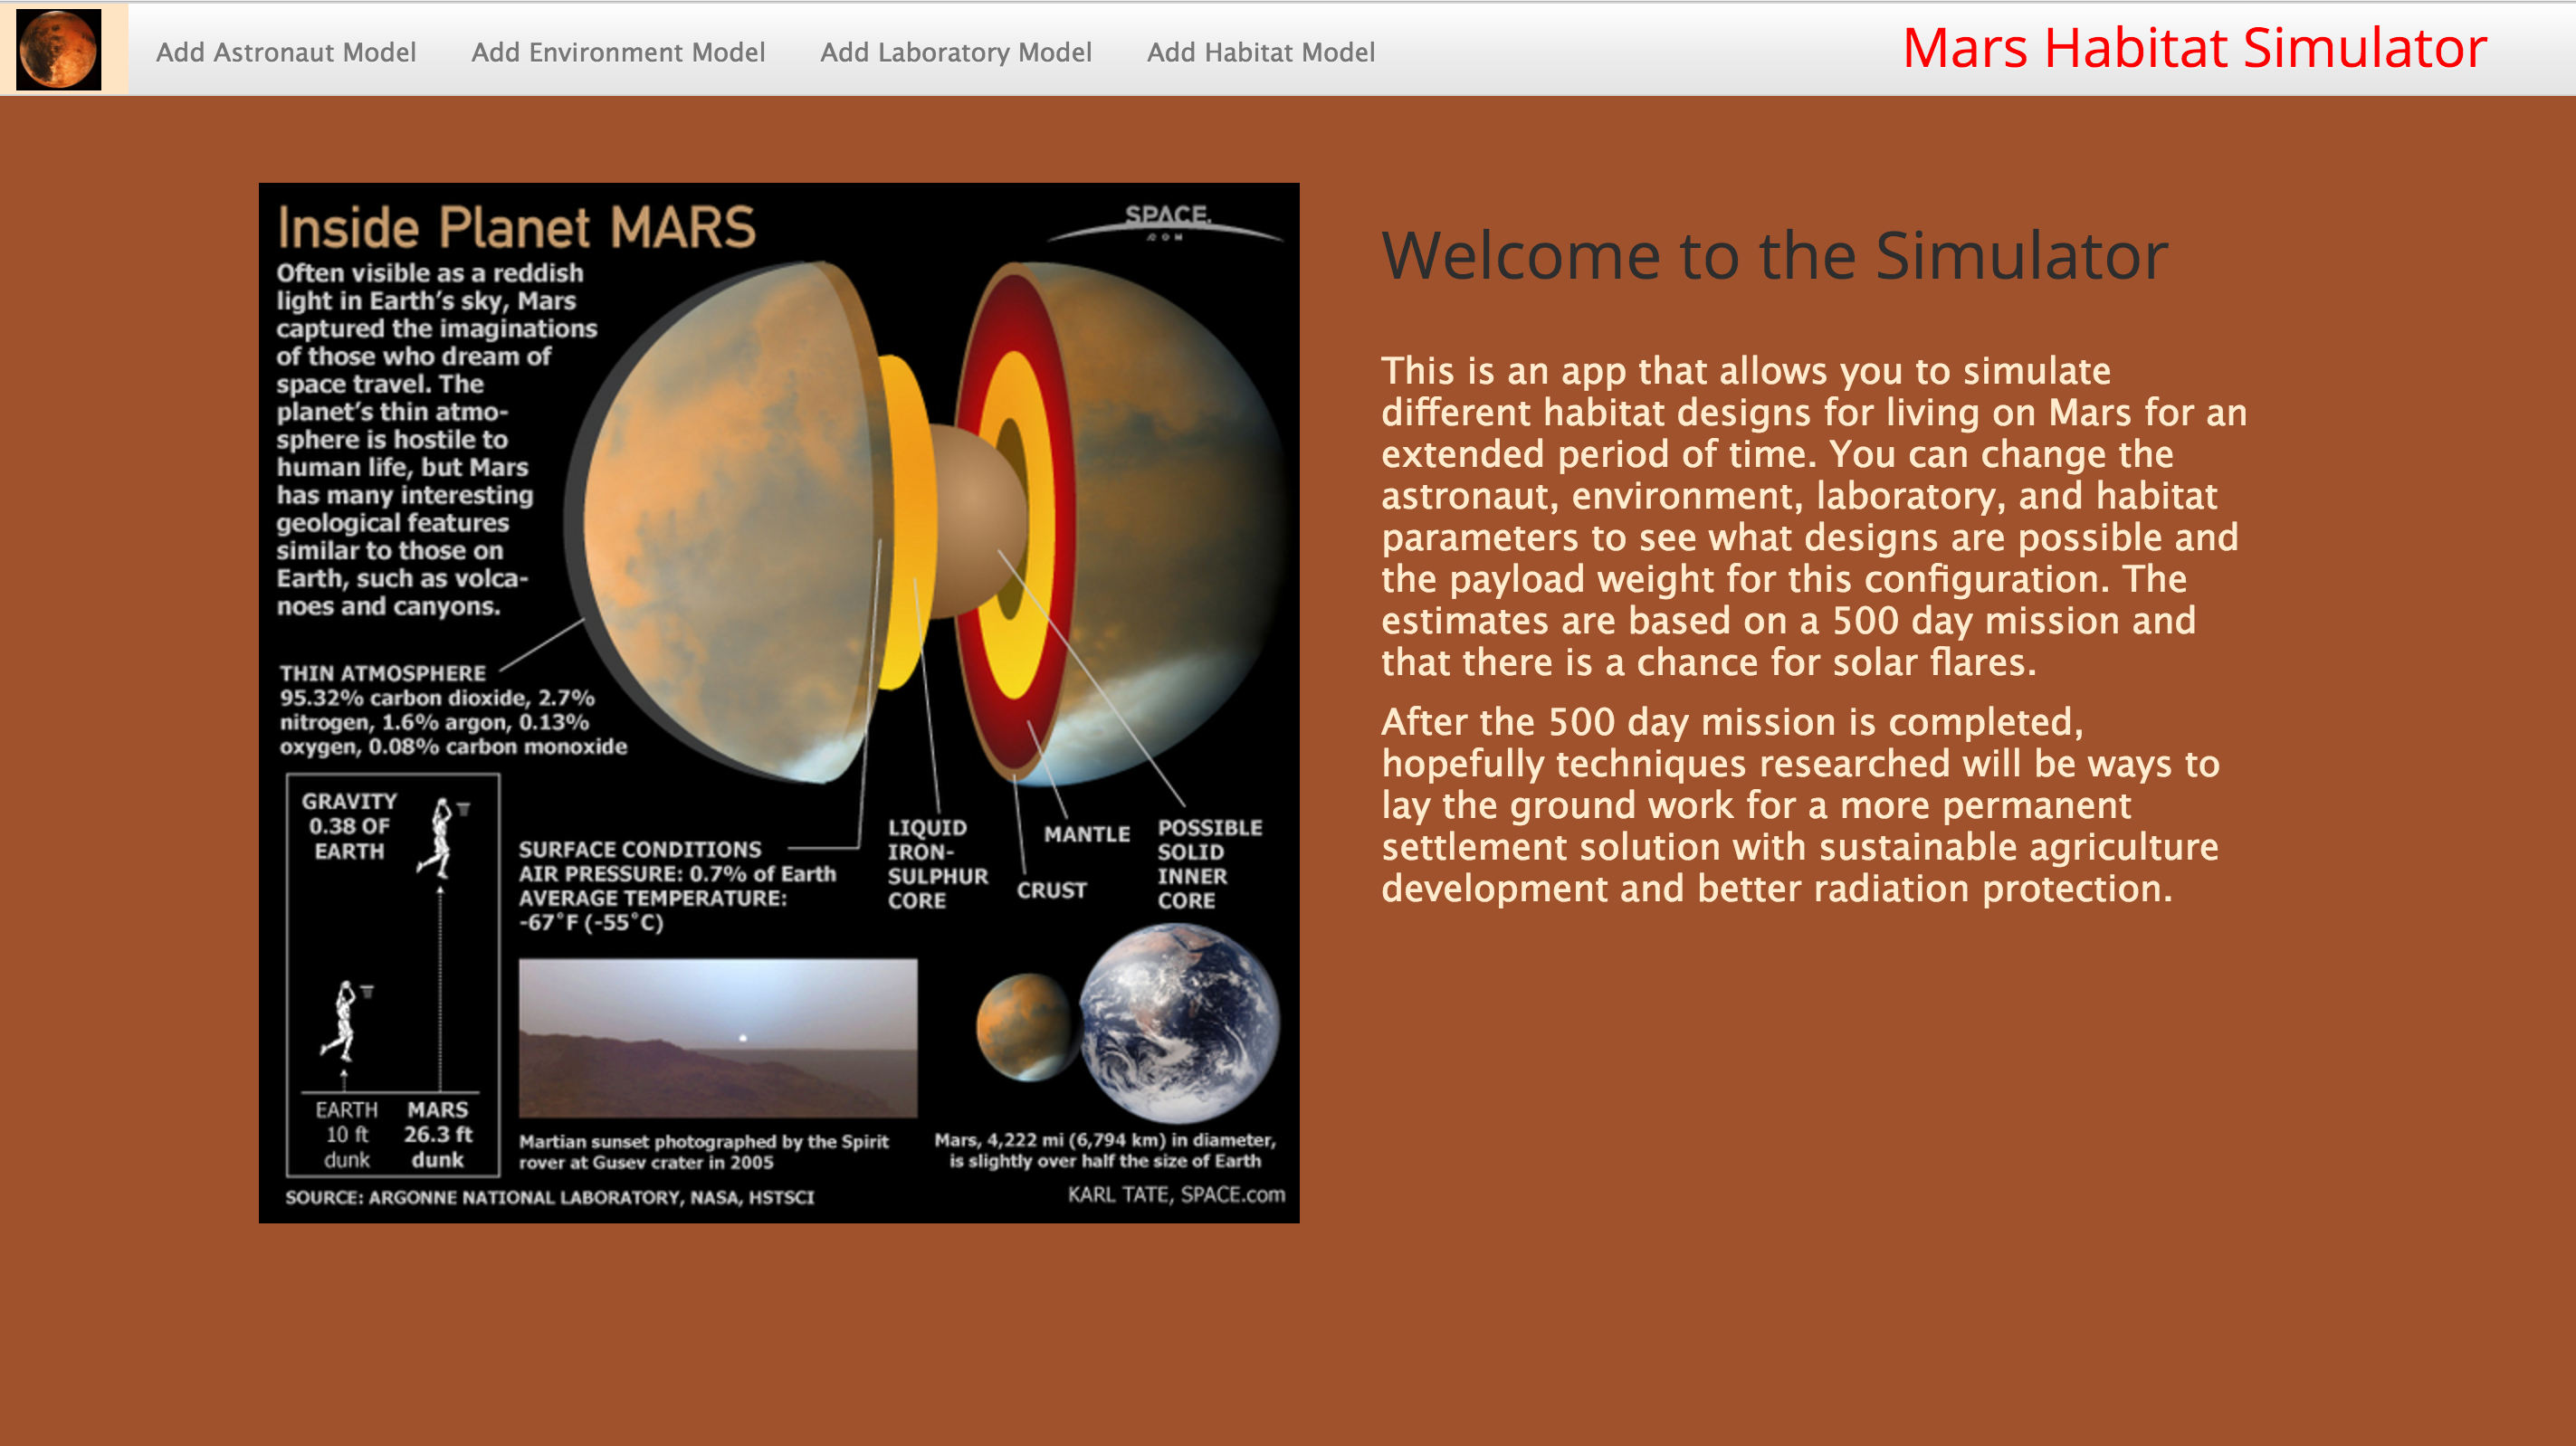 Add Astronaut Model
Add Environment Model
Add Laboratory Model
Add Habitat Model
Mars Habitat Simulator
Inside Planet MARS
SPACE.
.COM
Often visible as a reddish
light in Earth's sky, Mars
captured the imaginations
of those who dream of
space travel. The
planet's thin atmo-
sphere is hostile to
human life, but Mars
has many interesting
geological features
similar to those on
Earth, such as volca-
noes and canyons.
THIN ATMOSPHERE
95.32% carbon dioxide, 2.7%
nitrogen, 1.6% argon, 0.13%
oxygen, 0.08% carbon monoxide
GRAVITY
0.38 OF
EARTH
EARTH
10 ft
dunk
MARS
26.3 ft
dunk
SURFACE CONDITIONS
AIR PRESSURE: 0.7% of Earth
AVERAGE TEMPERATURE:
-67°F (-55°C)
LIQUID
IRON-
SULPHUR
CORE
MANTLE
CRUST
POSSIBLE
SOLID
INNER
CORE
Martian sunset photographed by the Spirit
rover at Gusev crater in 2005
Mars, 4,222 mi (6,794 km) in diameter,
is slightly over half the size of Earth
SOURCE: ARGONNE NATIONAL LABORATORY, NASA, HSTSCI
KARL TATE, SPACE.com
Welcome to the Simulator
This is an app that allows you to simulate
different habitat designs for living on Mars for an
extended period of time. You can change the
astronaut, environment, laboratory, and habitat
parameters to see what designs are possible and
the payload weight for this configuration. The
estimates are based on a 500 day mission and
that there is a chance for solar flares.
After the 500 day mission is completed,
hopefully techniques researched will be ways to
lay the ground work for a more permanent
settlement solution with sustainable agriculture
development and better radiation protection.